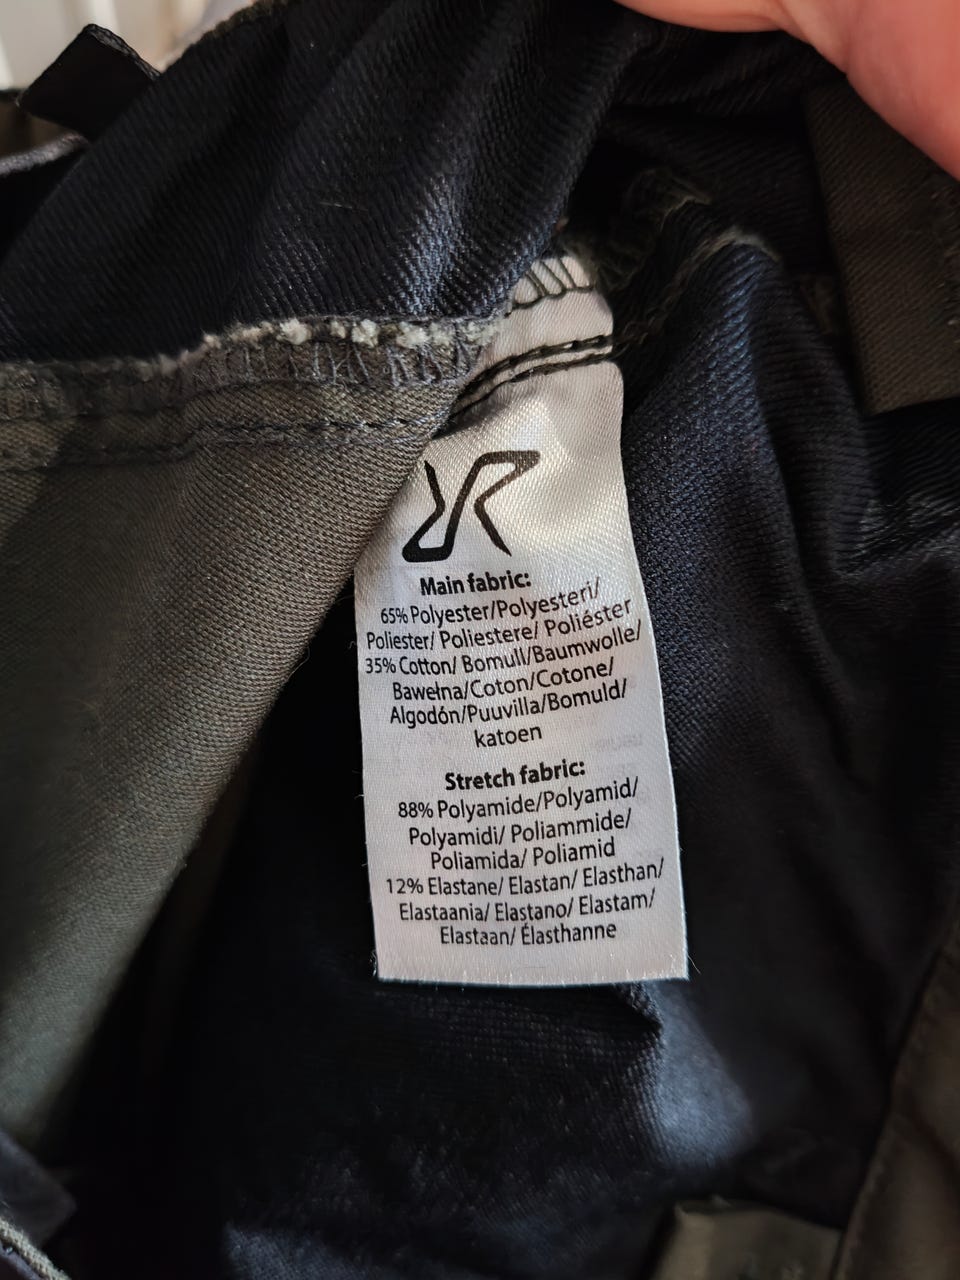 Main fabric:
65% Polyester/Polyesteri/
Poliester/ Poliestere/ Poliéster
35% Cotton/ Bomull/Baumwolle/
Bawełna/Coton/Cotone/
Algodón/Puuvilla/Bomuld/
katoen
Stretch fabric:
88% Polyamide/Polyamid/
Polyamidi/ Poliammide/
Poliamida/ Poliamid
12% Elastane/ Elastan/ Elasthan/
Elastaania/ Elastano/ Elastam/
Elastaan/ Élasthanne